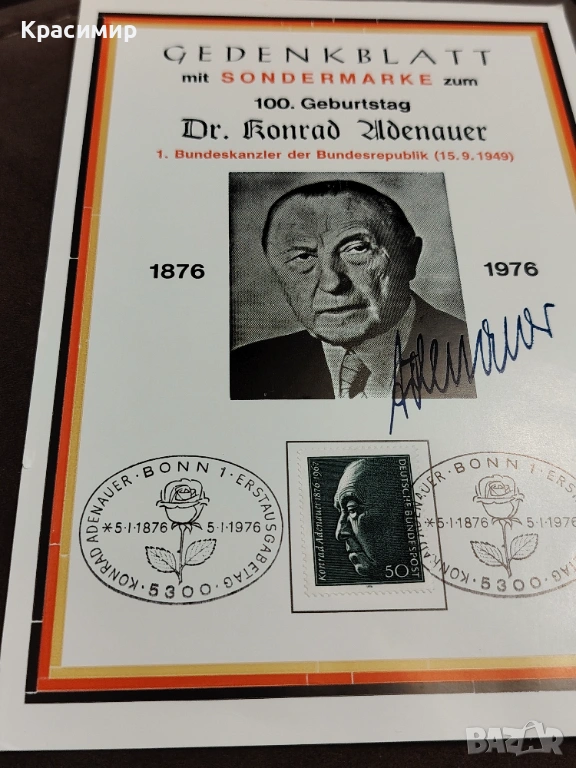 Красимир
GEDENKBLATT
mit SONDERMARKE zum
100. Geburtstag
Dr. Konrad Adenauer
1. Bundeskanzler der Bundesrepublik (15.9.1949)
1876
1976
Adenauer
KONRAD ADENAUER · BONN 1 · ERSTAUSGABETAG · 5300
*5·1·1876
5·1·1976
Konrad Adenauer 1876·1967
DEUTSCHE BUNDESPOST
50
ADENAUER · BONN 1 · ERSTAUSGABETAG · 5300 ·
*5·1·1876
5·1·1976
BAZAR